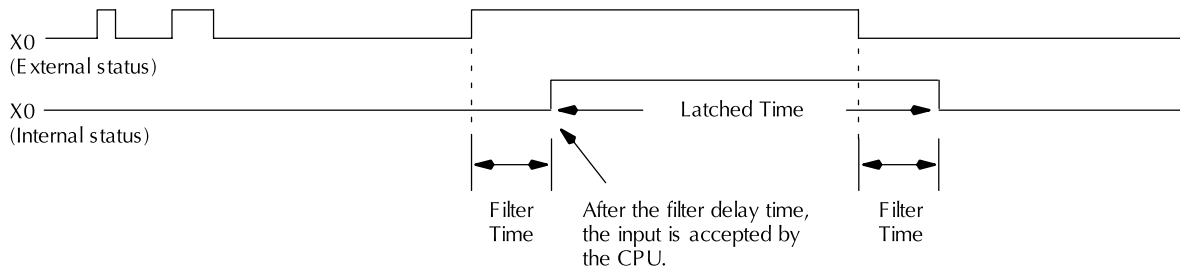 X0
(External status)
X0
(Internal status)
Latched Time
Filter
Time
After the filter delay time,
the input is accepted by
the CPU.
Filter
Time